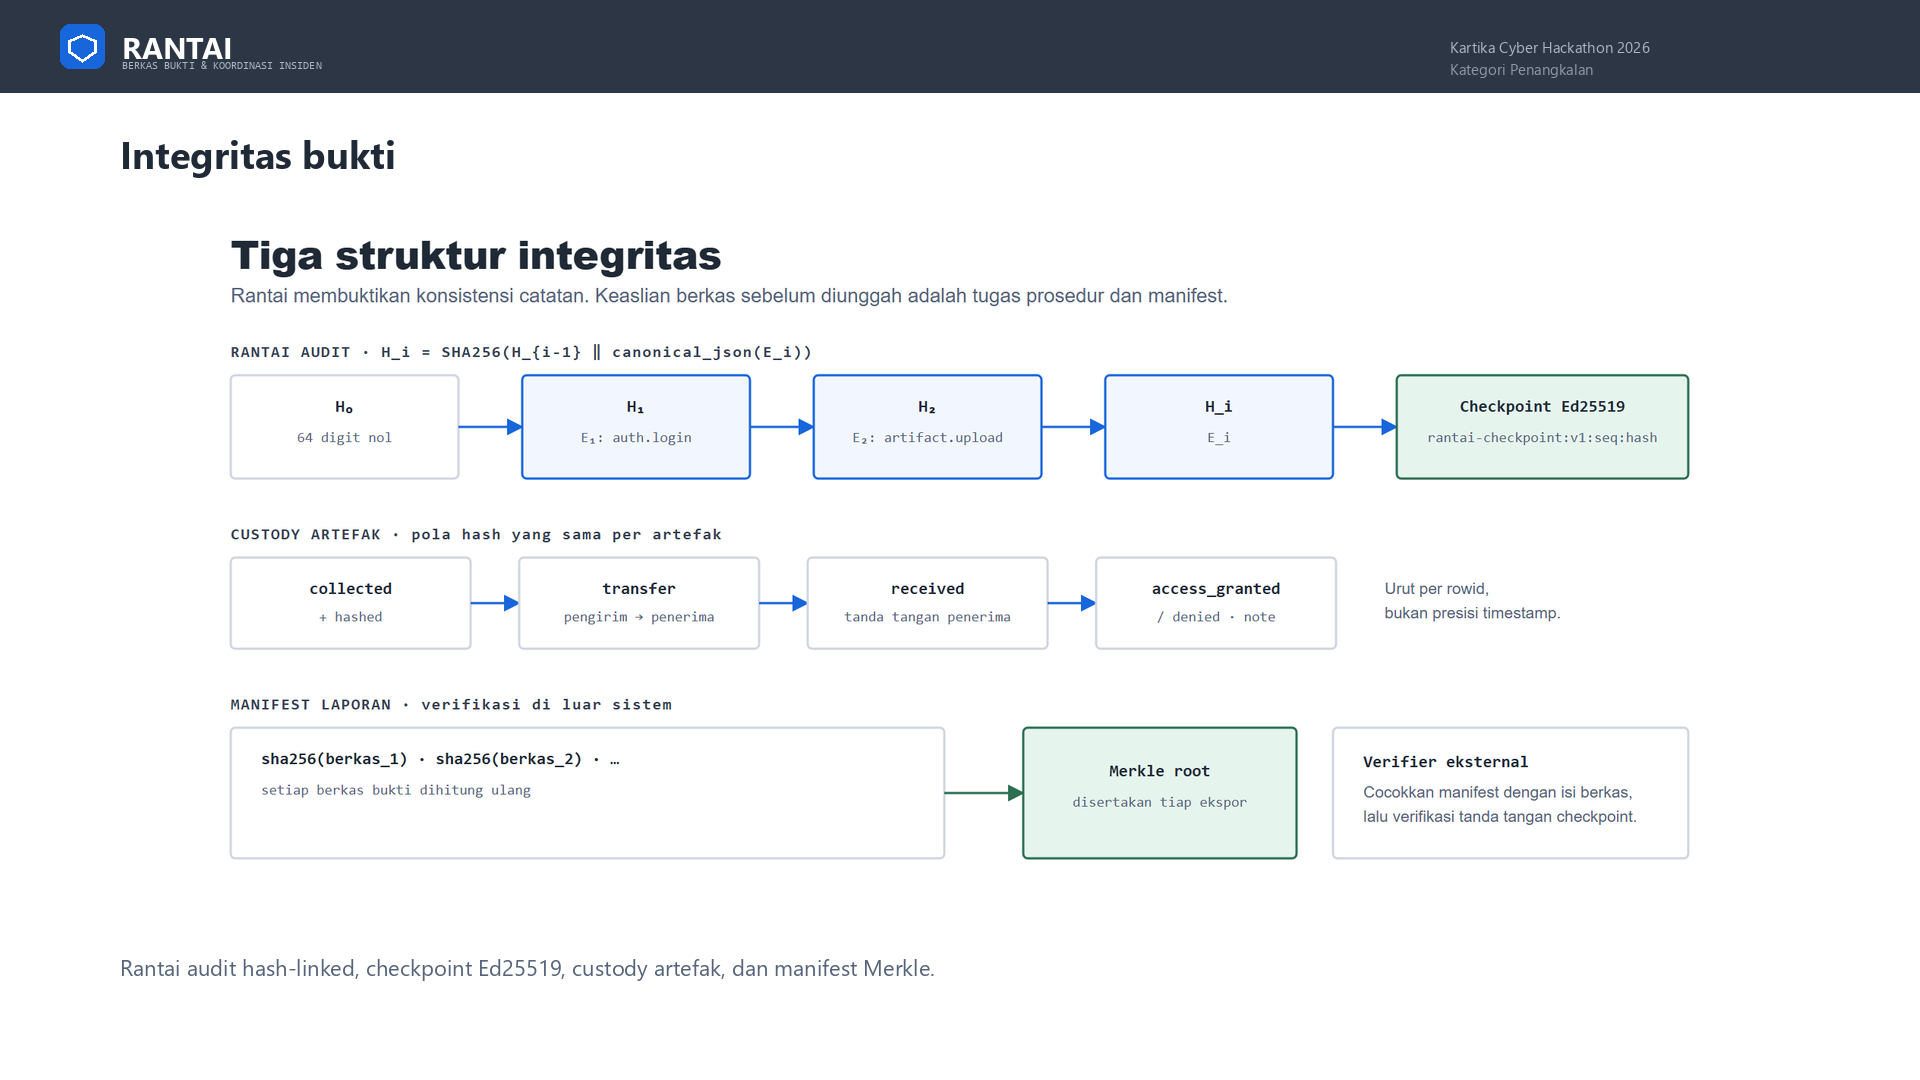 RANTAI
BERKAS BUKTI & KOORDINASI INSIDEN
Kartika Cyber Hackathon 2026
Kategori Penangkalan
Integritas bukti
Tiga struktur integritas
Rantai membuktikan konsistensi catatan. Keaslian berkas sebelum diunggah adalah tugas prosedur dan manifest.
RANTAI AUDIT · H_i = SHA256(H_{i-1} ‖ canonical_json(E_i))
H₀
64 digit nol
H₁
E₁: auth.login
H₂
E₂: artifact.upload
H_i
E_i
Checkpoint Ed25519
rantai-checkpoint:v1:seq:hash
CUSTODY ARTEFAK · pola hash yang sama per artefak
collected
+ hashed
transfer
pengirim → penerima
received
tanda tangan penerima
access_granted
/ denied · note
Urut per rowid,
bukan presisi timestamp.
MANIFEST LAPORAN · verifikasi di luar sistem
sha256(berkas_1) · sha256(berkas_2) · …
setiap berkas bukti dihitung ulang
Merkle root
disertakan tiap ekspor
Verifier eksternal
Cocokkan manifest dengan isi berkas,
lalu verifikasi tanda tangan checkpoint.
Rantai audit hash-linked, checkpoint Ed25519, custody artefak, dan manifest Merkle.